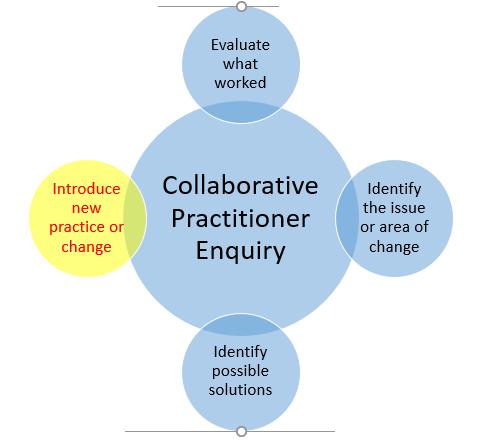 Evaluate
what
worked
Introduce
new
practice or
change
Collaborative
Practitioner
Enquiry
Identify
the issue
or area of
change
Identify
possible
solutions